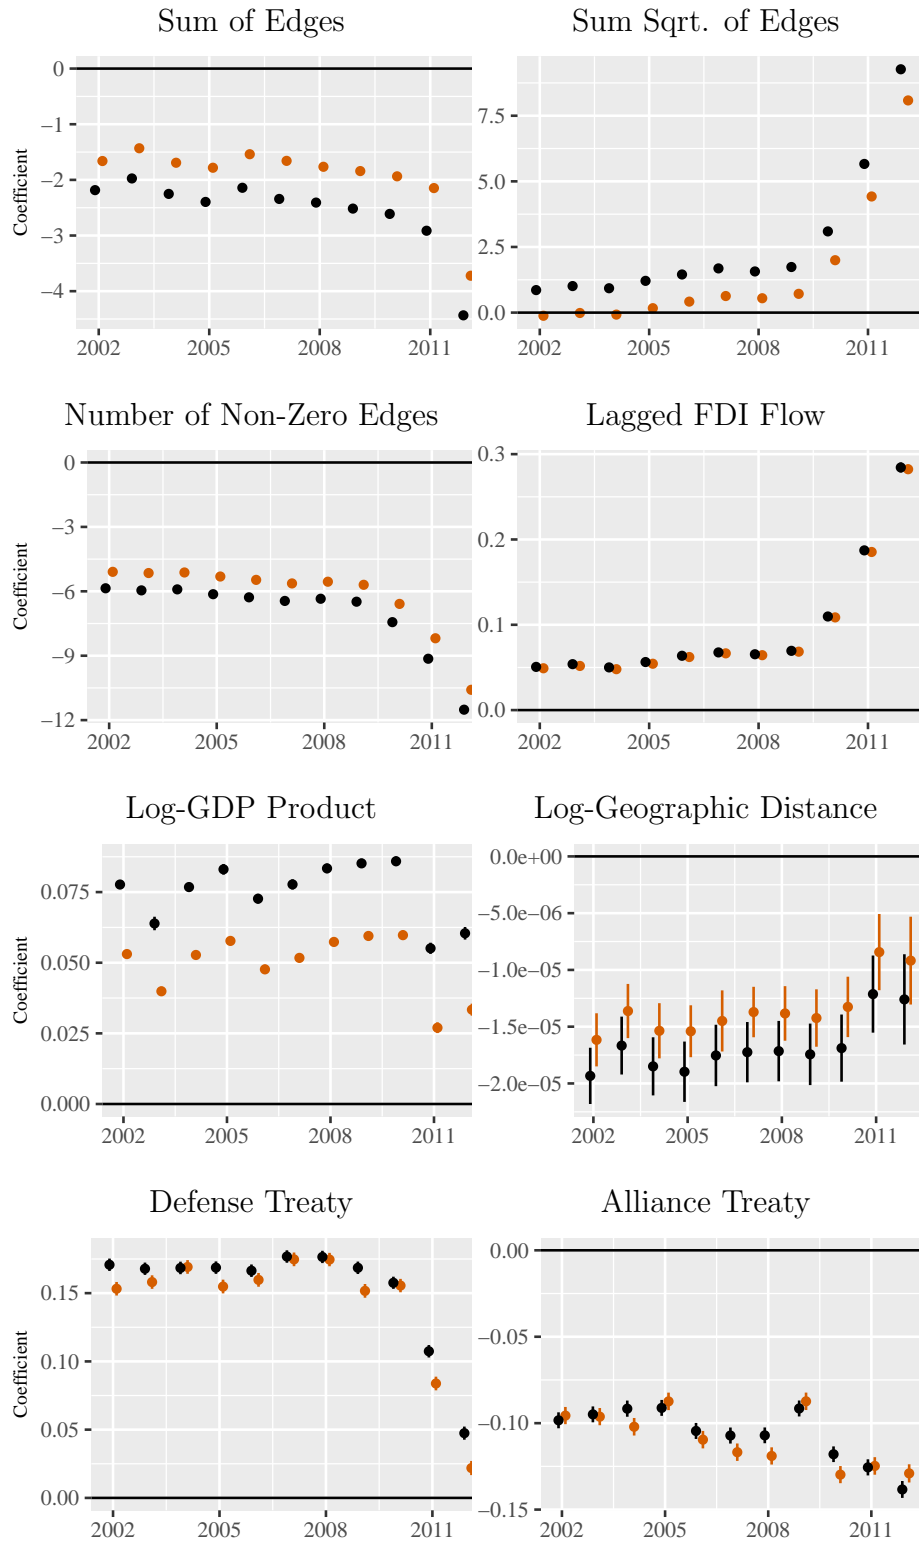 Sum of Edges
Coefficient
0
−1
−2
−3
−4
2002 2005 2008 2011
Sum Sqrt. of Edges
7.5
5.0
2.5
0.0
2002 2005 2008 2011
Number of Non-Zero Edges
Coefficient
0
−3
−6
−9
−12
2002 2005 2008 2011
Lagged FDI Flow
0.3
0.2
0.1
0.0
2002 2005 2008 2011
Log-GDP Product
Coefficient
0.075
0.050
0.025
0.000
2002 2005 2008 2011
Log-Geographic Distance
0.0e+00
−5.0e−06
−1.0e−05
−1.5e−05
−2.0e−05
2002 2005 2008 2011
Defense Treaty
Coefficient
0.15
0.10
0.05
0.00
2002 2005 2008 2011
Alliance Treaty
0.00
−0.05
−0.10
−0.15
2002 2005 2008 2011